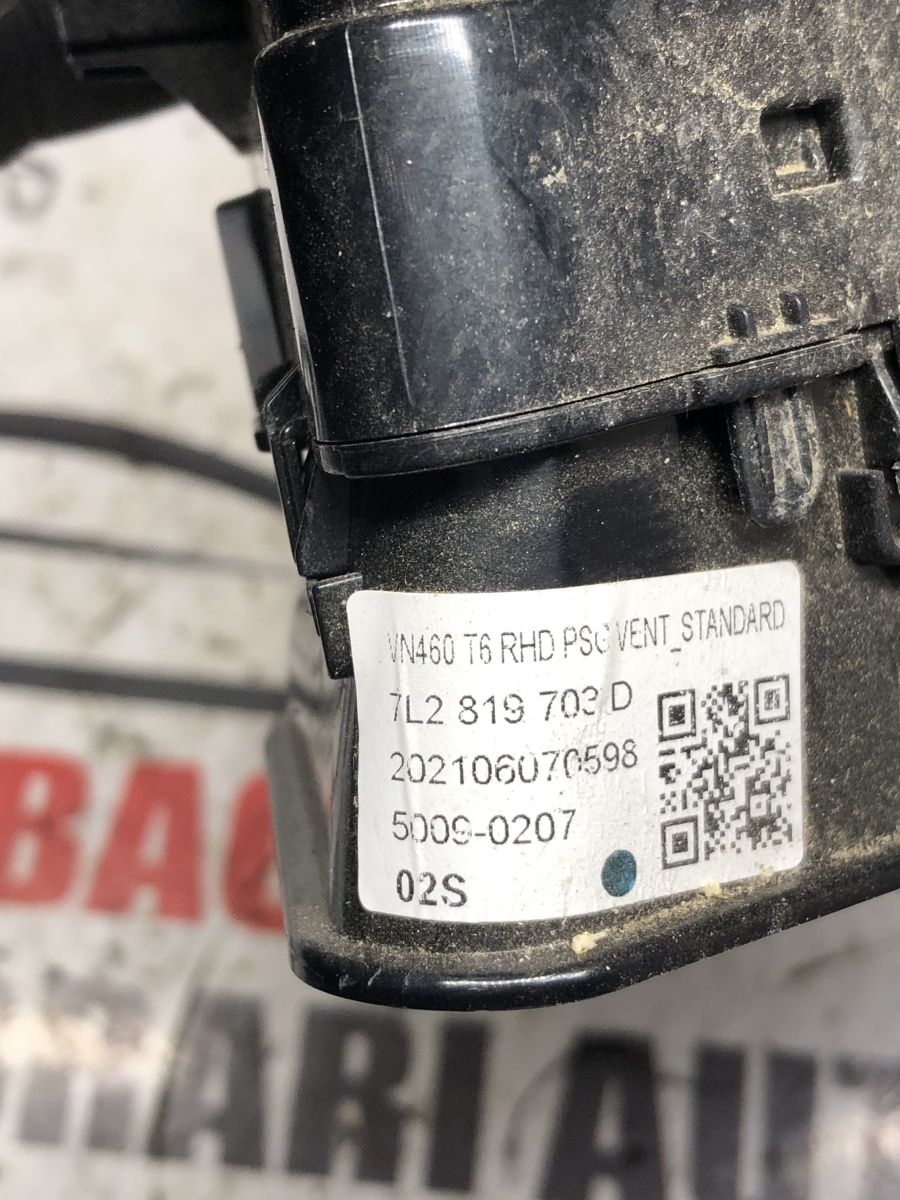 VN460 T6 RHD PSG VENT_STANDARD
7L2 819 703 D
202106070598
5009-0207
02S